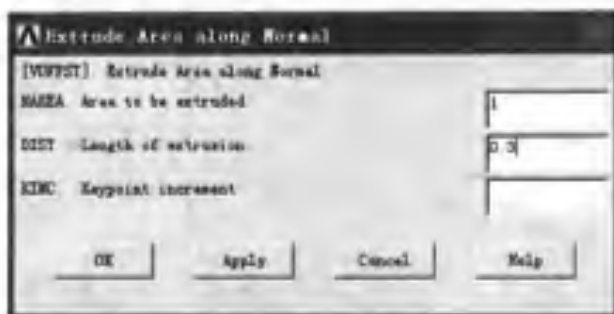 Extrude Area along Normal
[VOFFST] Extrude Area along Normal
NAREA Area to be extruded 1
DIST Length of extrusion 0.3
KINC Keypoint increment
OK Apply Cancel Help